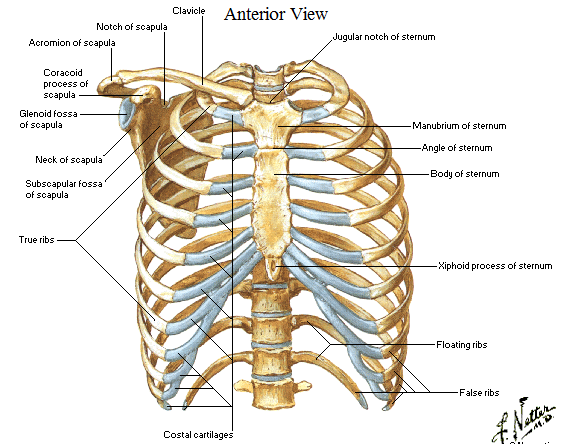 Anterior View
Clavicle
Notch of scapula
Acromion of scapula
Jugular notch of sternum
Coracoid
process of
scapula
Glenoid fossa
of scapula
Manubrium of sternum
Angle of sternum
Neck of scapula
Body of sternum
Subscapular fossa
of scapula
True ribs
Xiphoid process of sternum
Floating ribs
False ribs
Costal cartilages
F. Netter
M.D.